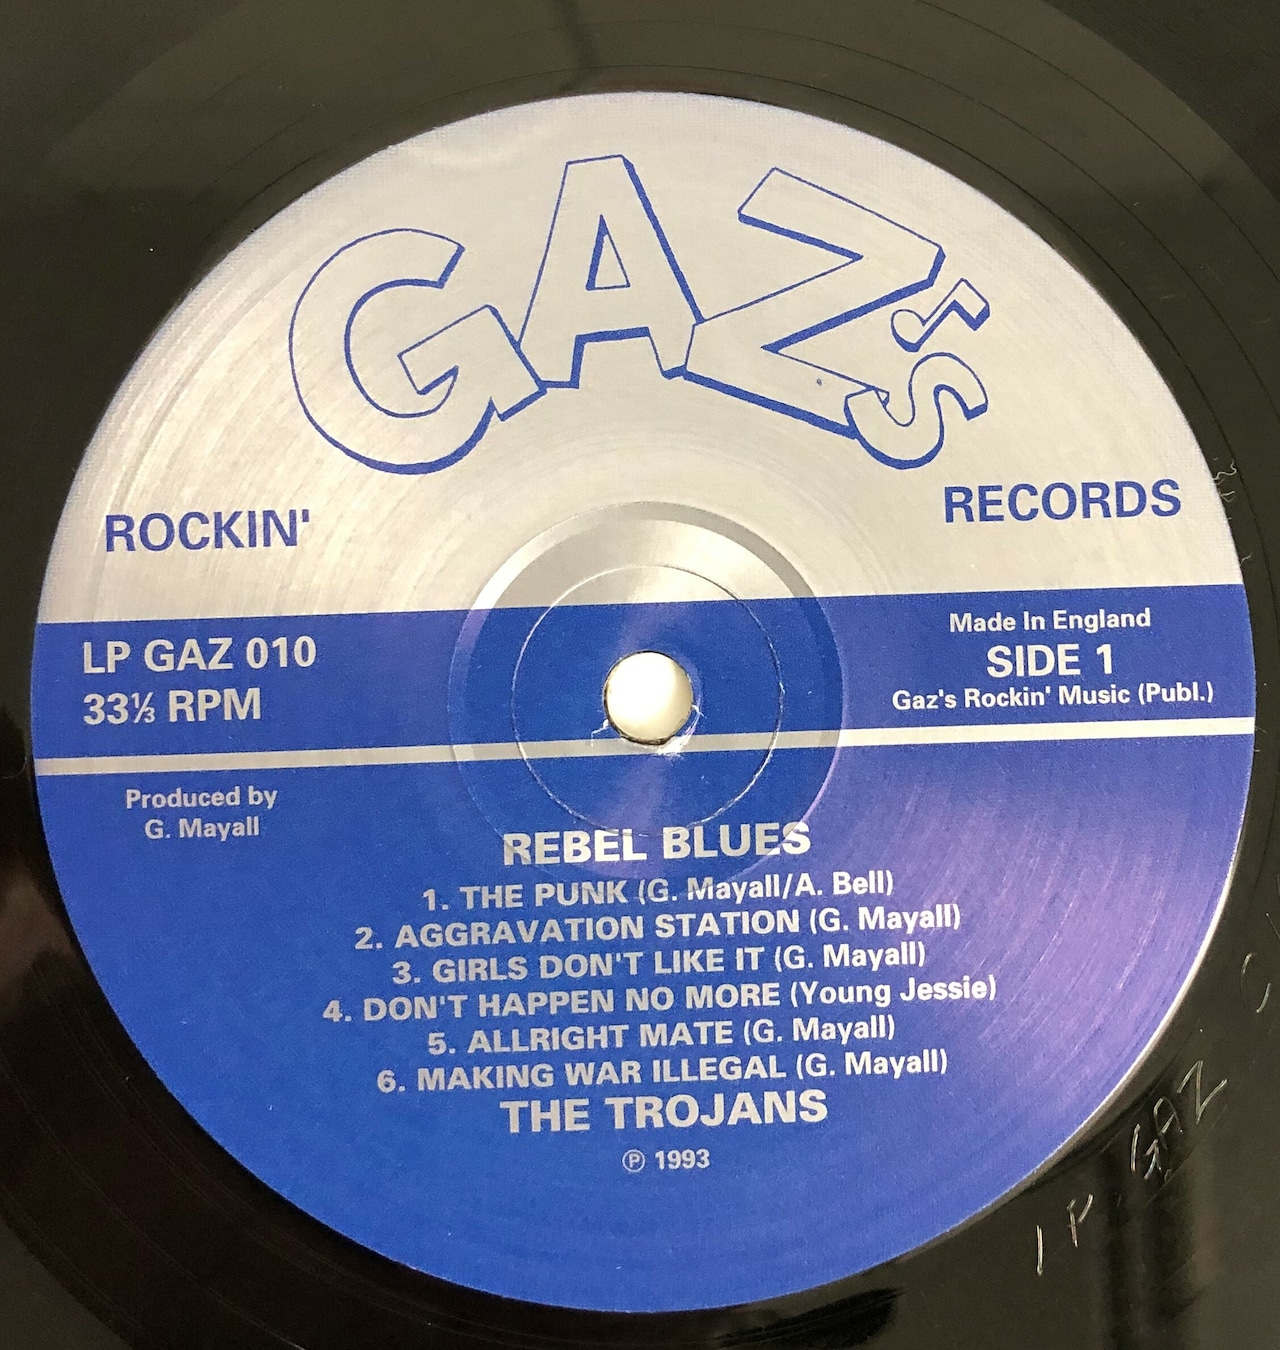 GAZ's
ROCKIN' RECORDS
LP GAZ 010
33⅓ RPM
Made In England
SIDE 1
Gaz's Rockin' Music (Publ.)
Produced by
G. Mayall
REBEL BLUES
1. THE PUNK (G. Mayall/A. Bell)
2. AGGRAVATION STATION (G. Mayall)
3. GIRLS DON'T LIKE IT (G. Mayall)
4. DON'T HAPPEN NO MORE (Young Jessie)
5. ALLRIGHT MATE (G. Mayall)
6. MAKING WAR ILLEGAL (G. Mayall)
THE TROJANS
℗ 1993
LP. GAZ